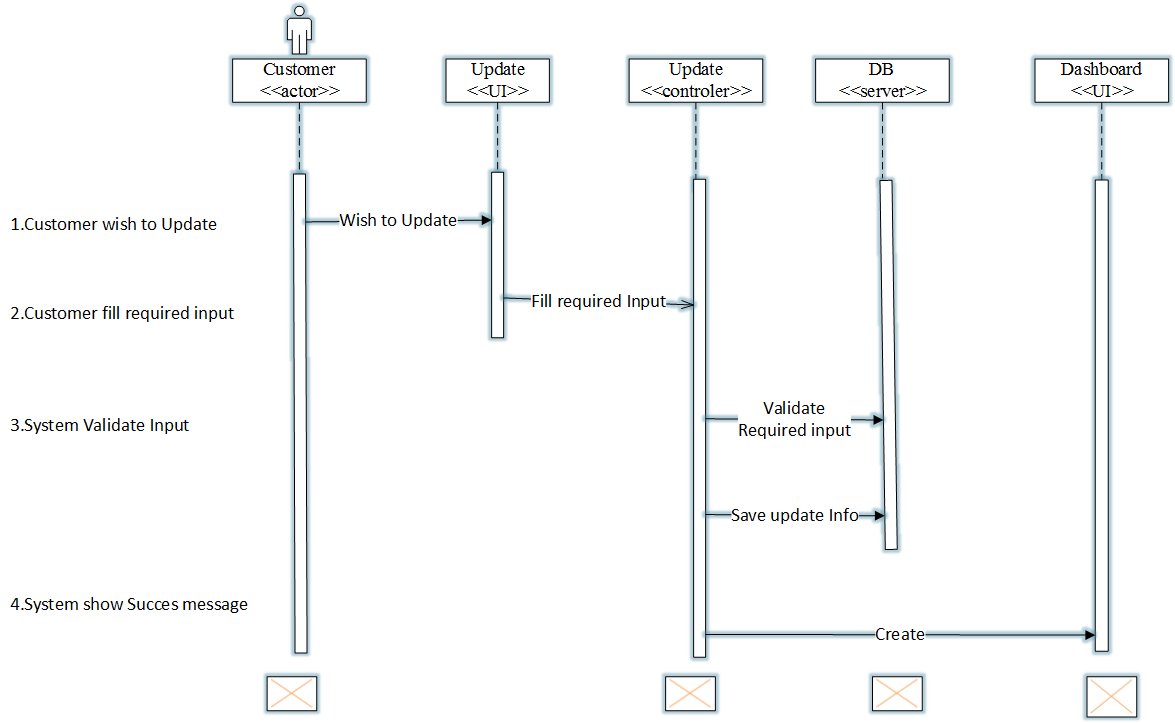 Customer
<<actor>>
Update
<<UI>>
Update
<<controler>>
DB
<<server>>
Dashboard
<<UI>>
1.Customer wish to Update
Wish to Update
2.Customer fill required input
Fill required Input
3.System Validate Input
Validate
Required input
Save update Info
4.System show Succes message
Create